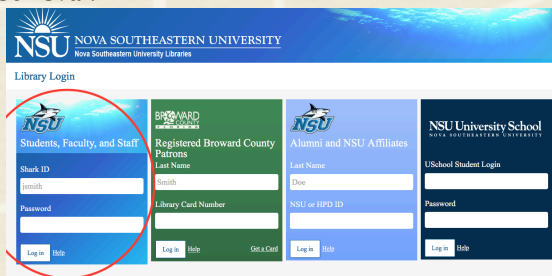 NSU
NOVA SOUTHEASTERN UNIVERSITY
Nova Southeastern University Libraries
Library Login
NSU
Students, Faculty, and Staff
Shark ID
jsmith
Password
Log in Help
BROWARD
COUNTY
FLORIDA
Registered Broward County
Patrons
Last Name
Smith
Library Card Number
Log in Help Get a Card
NSU
Alumni and NSU Affiliates
Last Name
Doe
NSU or HPD ID
Log in Help
NSU University School
NOVA SOUTHEASTERN UNIVERSITY
USchool Student Login
Password
Log in Help